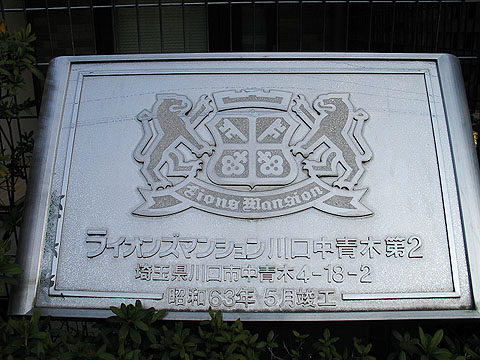 Lions Mansion
ライオンズマンション川口中青木第2
埼玉県川口市中青木4-18-2
昭和63年 5月竣工